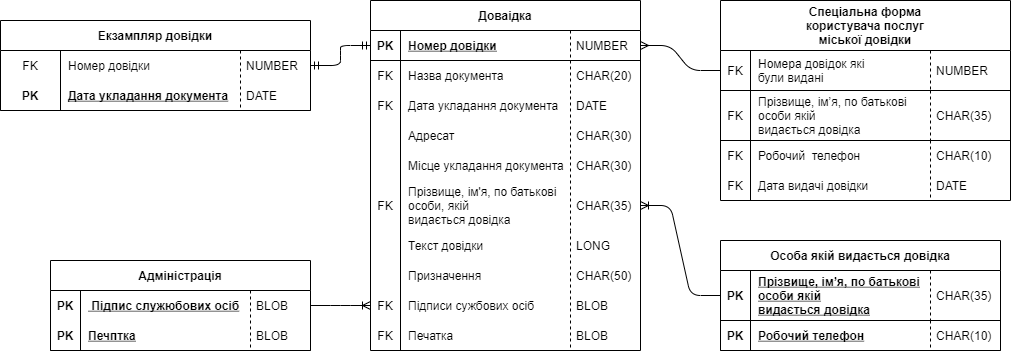 Екзампляр довідки
FK Номер довідки NUMBER
PK Дата укладання документа DATE
Доваідка
PK Номер довідки NUMBER
FK Назва документа CHAR(20)
FK Дата укладання документа DATE
Адресат CHAR(30)
Місце укладання документа CHAR(30)
FK Прізвище, ім'я, по батькові
особи, якій
видається довідка CHAR(35)
Текст довідки LONG
Призначення CHAR(50)
FK Підписи сужбових осіб BLOB
FK Печатка BLOB
Спеціальна форма
користувача послуг
міської довідки
FK Номера довідок які
були видані NUMBER
FK Прізвище, ім'я, по батькові
особи якій
видається довідка CHAR(35)
FK Робочий телефон CHAR(10)
FK Дата видачі довідки DATE
Адміністрація
PK Підпис служюбових осіб BLOB
PK Печптка BLOB
Особа якій видається довідка
PK Прізвище, ім'я, по батькові
особи якій
видається довідка CHAR(35)
PK Робочий телефон CHAR(10)